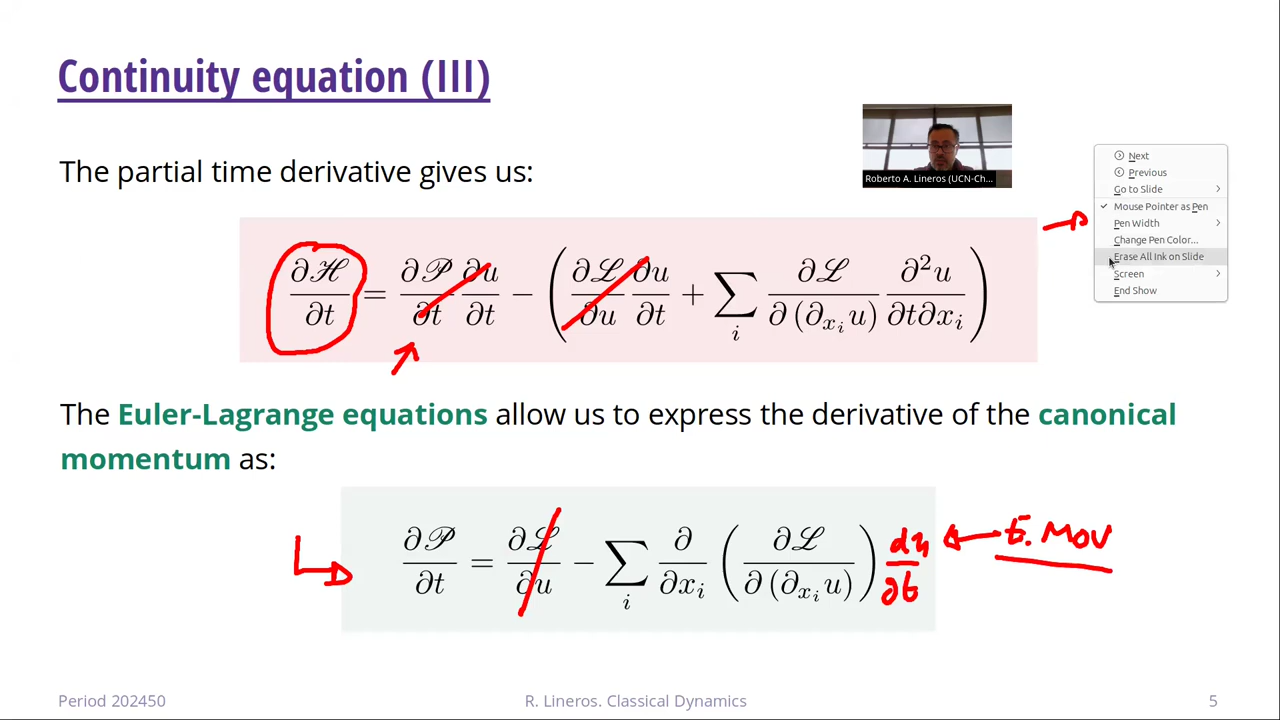 Continuity equation (III)
The partial time derivative gives us:
Roberto A. Lineros (UCN-Ch...
Next
Previous
Go to Slide
Mouse Pointer as Pen
Pen Width
Change Pen Color...
Erase All Ink on Slide
Screen
End Show
∂ℋ/∂t = ∂𝒫/∂t ∂u/∂t − (∂ℒ/∂u ∂u/∂t + ∑_i ∂ℒ/∂(∂_{x_i}u) ∂²u/∂t∂x_i)
The Euler-Lagrange equations allow us to express the derivative of the canonical
momentum as:
∂𝒫/∂t = ∂ℒ/∂u − ∑_i ∂/∂x_i (∂ℒ/∂(∂_{x_i}u)) ∂u/∂t
E. MOV
Period 202450
R. Lineros. Classical Dynamics
5